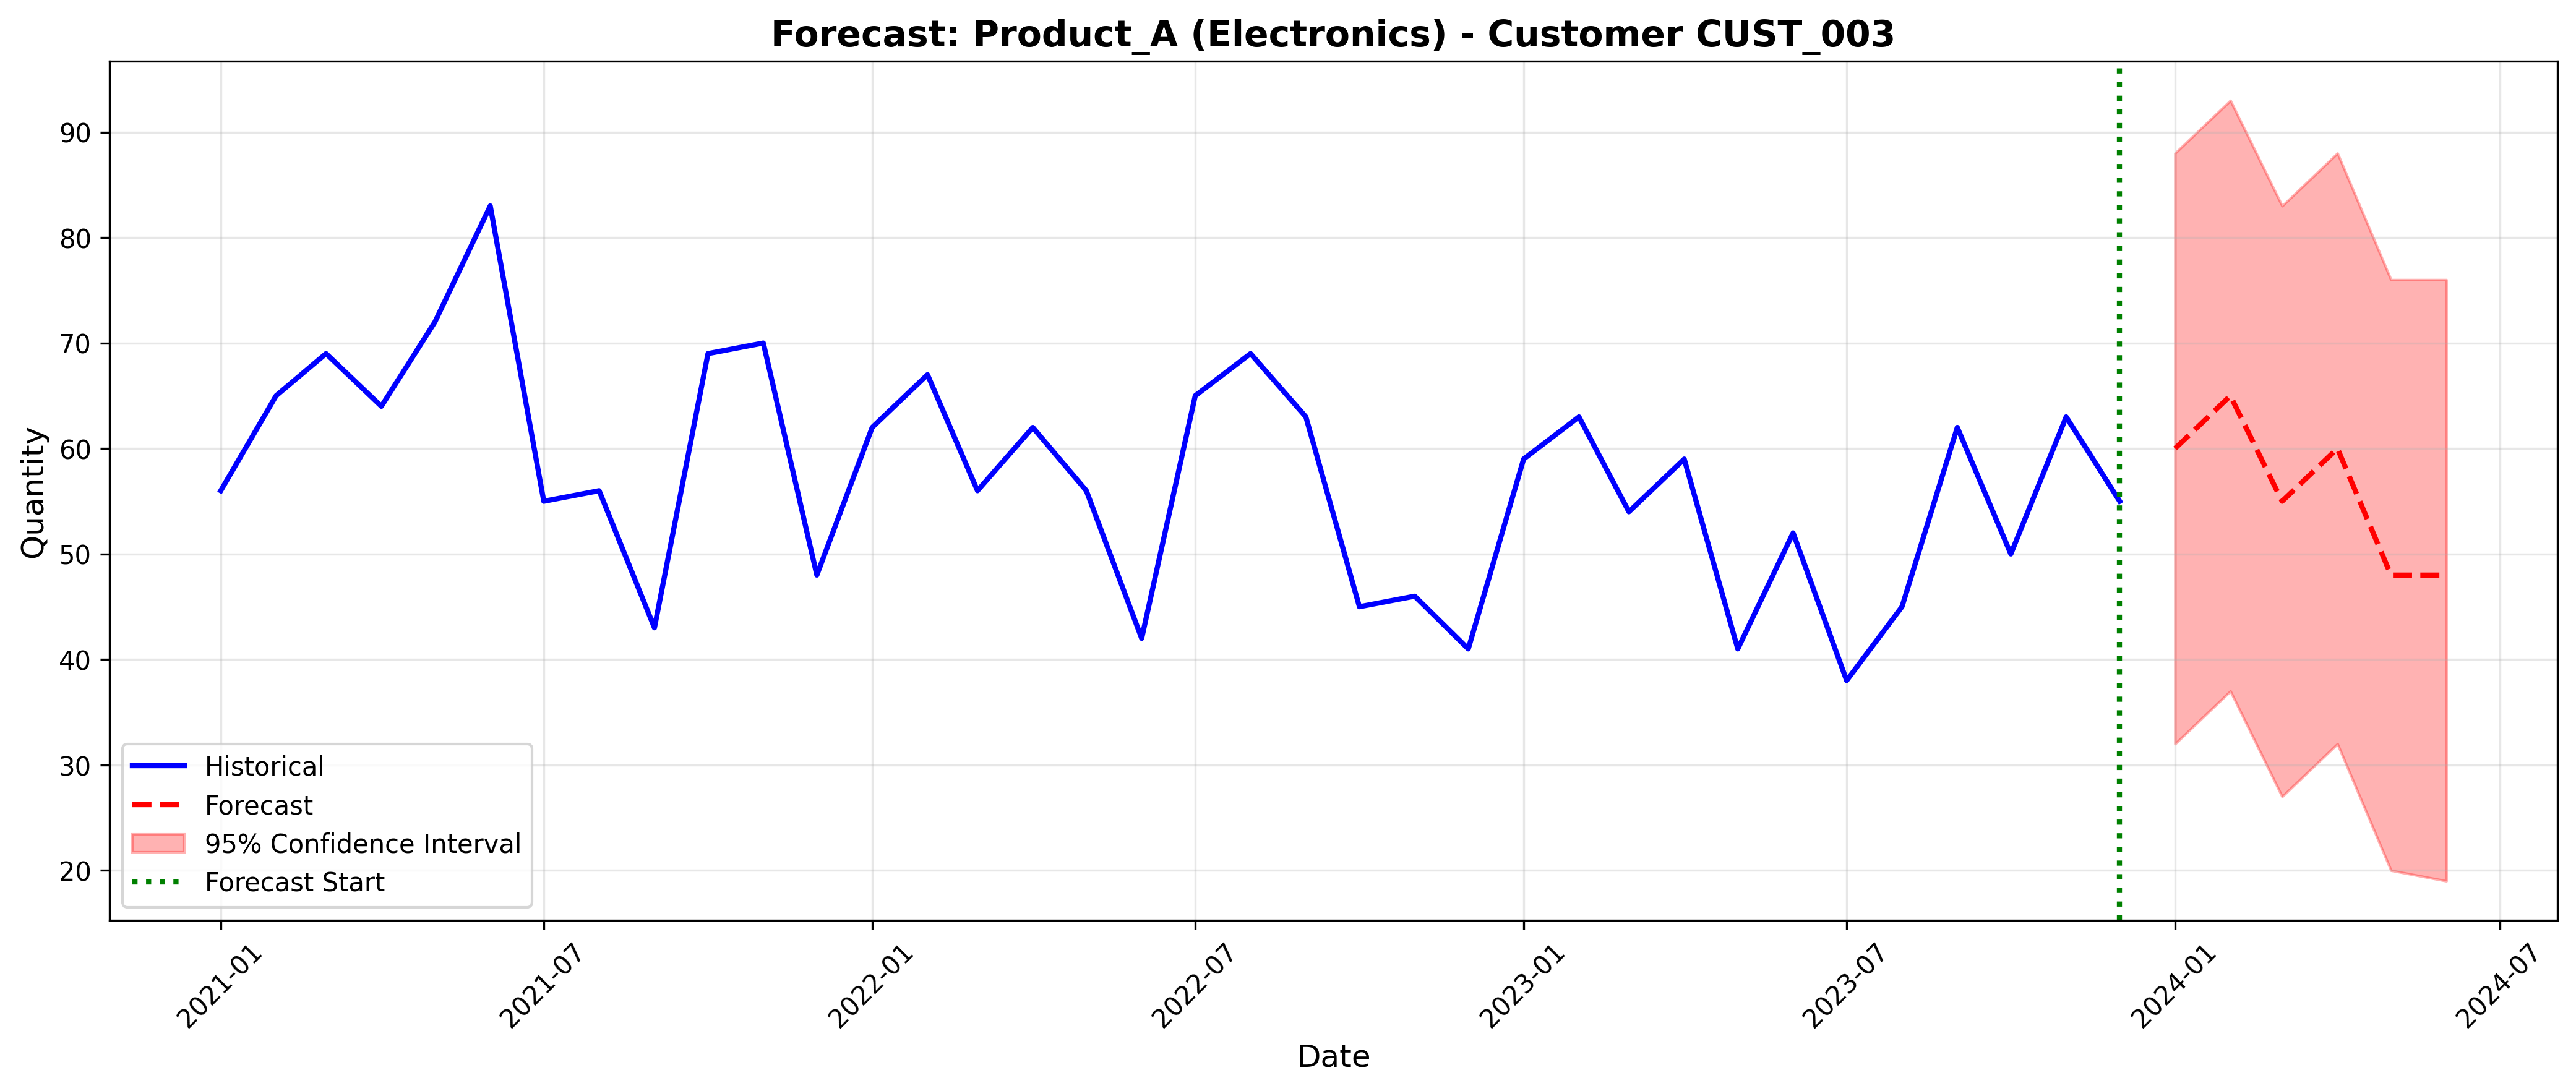 Forecast: Product_A (Electronics) - Customer CUST_003
Quantity
90
80
70
60
50
40
30
20
Historical
Forecast
95% Confidence Interval
Forecast Start
2021-01
2021-07
2022-01
2022-07
2023-01
2023-07
2024-01
2024-07
Date